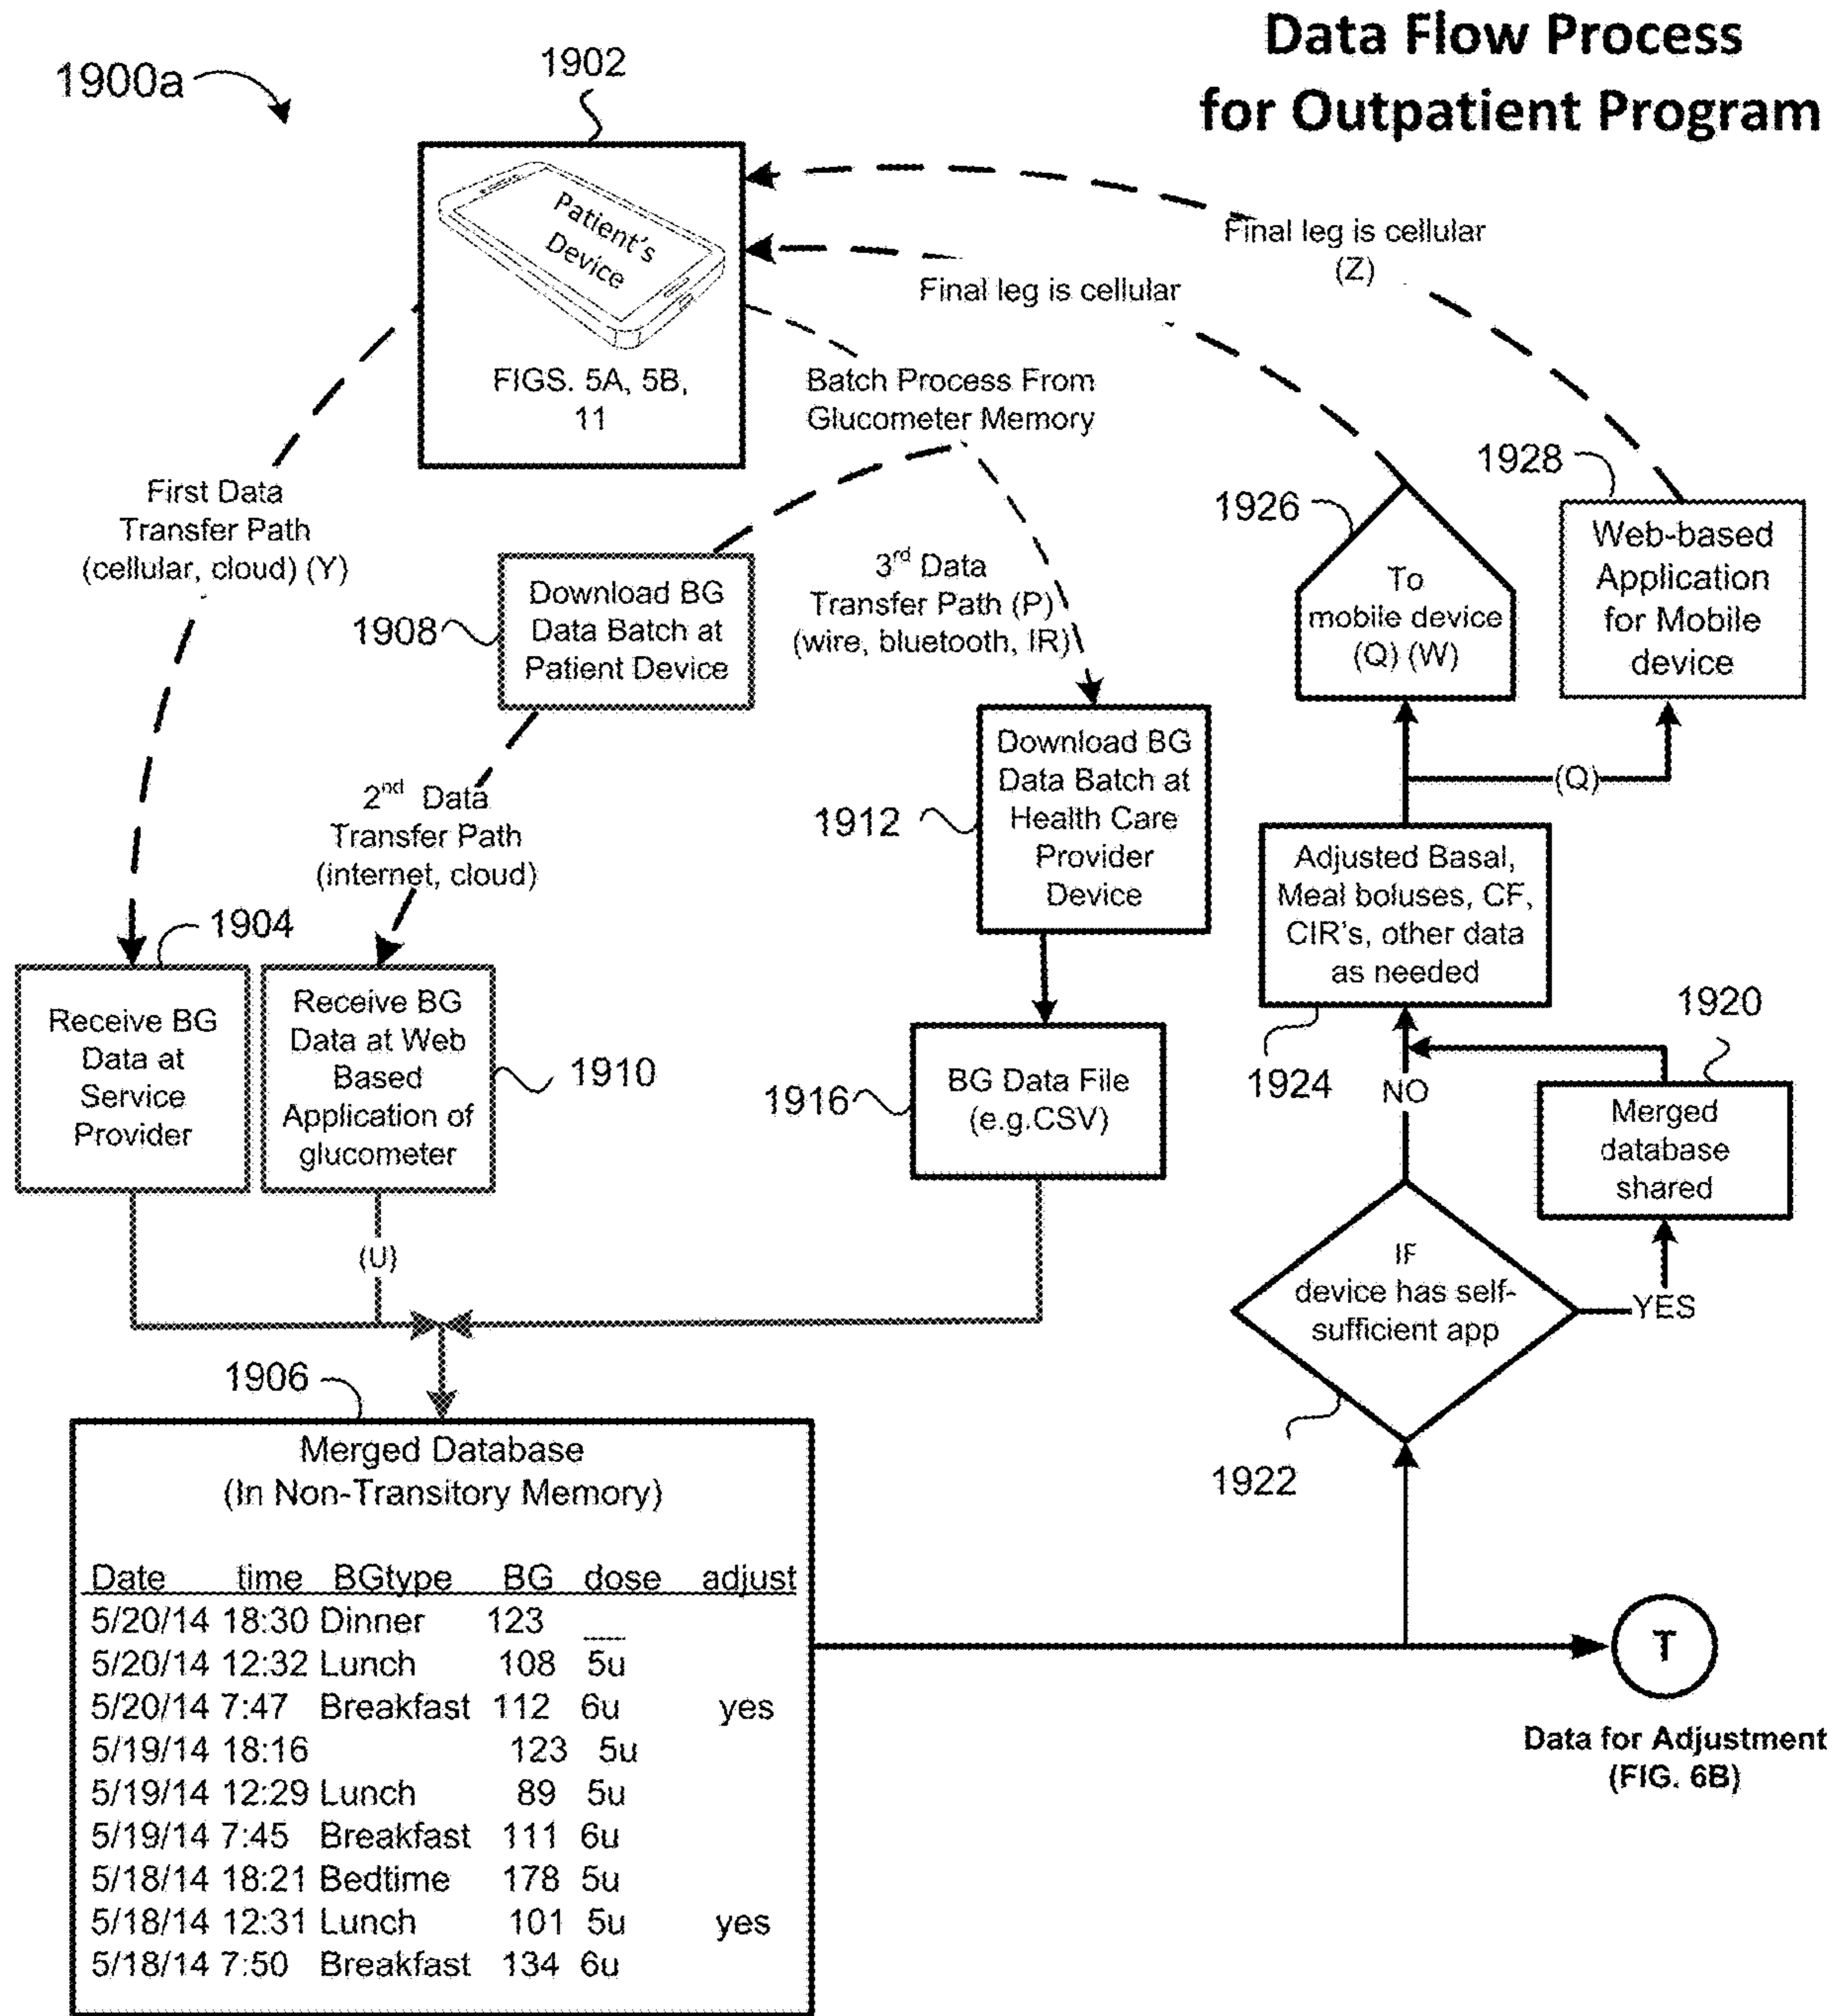 Data Flow Process
for Outpatient Program
1900a
1902
Patient's
Device
FIGS. 5A, 5B,
11
Final leg is cellular
(Z)
Final leg is cellular
Batch Process From
Glucometer Memory
First Data
Transfer Path
(cellular, cloud) (Y)
1908
Download BG
Data Batch at
Patient Device
3rd Data
Transfer Path (P)
(wire, bluetooth, IR)
1926
To
mobile device
(Q) (W)
1928
Web-based
Application
for Mobile
device
2nd Data
Transfer Path
(internet, cloud)
1912
Download BG
Data Batch at
Health Care
Provider
Device
(Q)
Adjusted Basal,
Meal boluses, CF,
CIR's, other data
as needed
1924
1904
Receive BG
Data at
Service
Provider
Receive BG
Data at Web
Based
Application of
glucometer
1910
1916
BG Data File
(e.g.CSV)
NO
1920
Merged
database
shared
(U)
IF
device has self-
sufficient app
YES
1922
1906
Merged Database
(In Non-Transitory Memory)
Date time BGtype BG dose adjust
5/20/14 18:30 Dinner 123 __
5/20/14 12:32 Lunch 108 5u
5/20/14 7:47 Breakfast 112 6u yes
5/19/14 18:16 123 5u
5/19/14 12:29 Lunch 89 5u
5/19/14 7:45 Breakfast 111 6u
5/18/14 18:21 Bedtime 178 5u
5/18/14 12:31 Lunch 101 5u yes
5/18/14 7:50 Breakfast 134 6u
T
Data for Adjustment
(FIG. 6B)